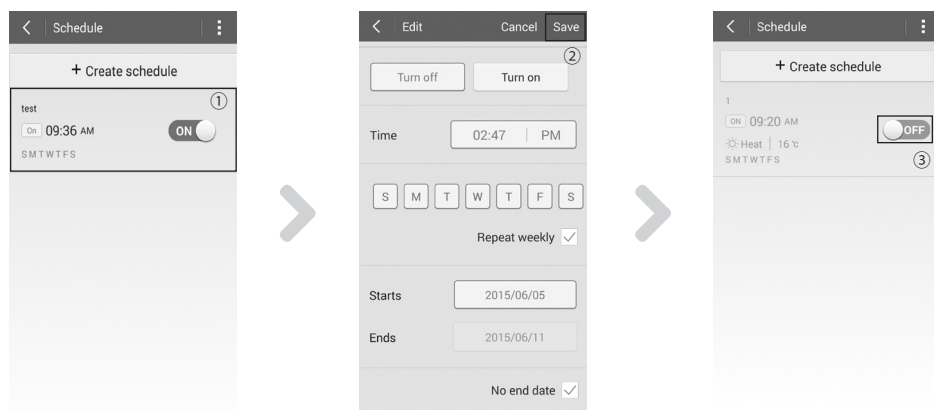 Schedule
+ Create schedule
①
test
On 09:36 AM
ON
S M T W T F S
Edit Cancel Save
②
Turn off Turn on
Time 02:47 PM
S M T W T F S
Repeat weekly
Starts 2015/06/05
Ends 2015/06/11
No end date
Schedule
+ Create schedule
1
ON 09:20 AM
OFF
Heat 16 ℃
③
S M T W T F S